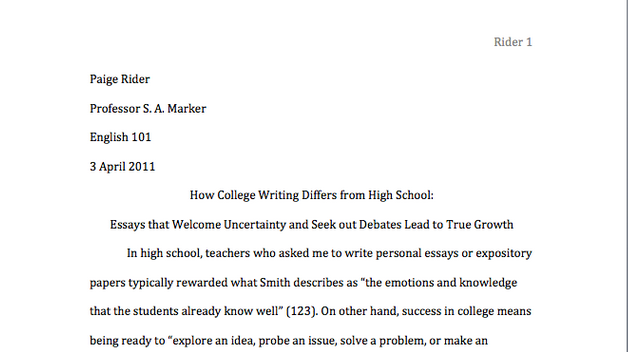 Rider 1
Paige Rider
Professor S. A. Marker
English 101
3 April 2011
How College Writing Differs from High School:
Essays that Welcome Uncertainty and Seek out Debates Lead to True Growth
In high school, teachers who asked me to write personal essays or expository
papers typically rewarded what Smith describes as “the emotions and knowledge
that the students already know well” (123). On other hand, success in college means
being ready to “explore an idea, probe an issue, solve a problem, or make an